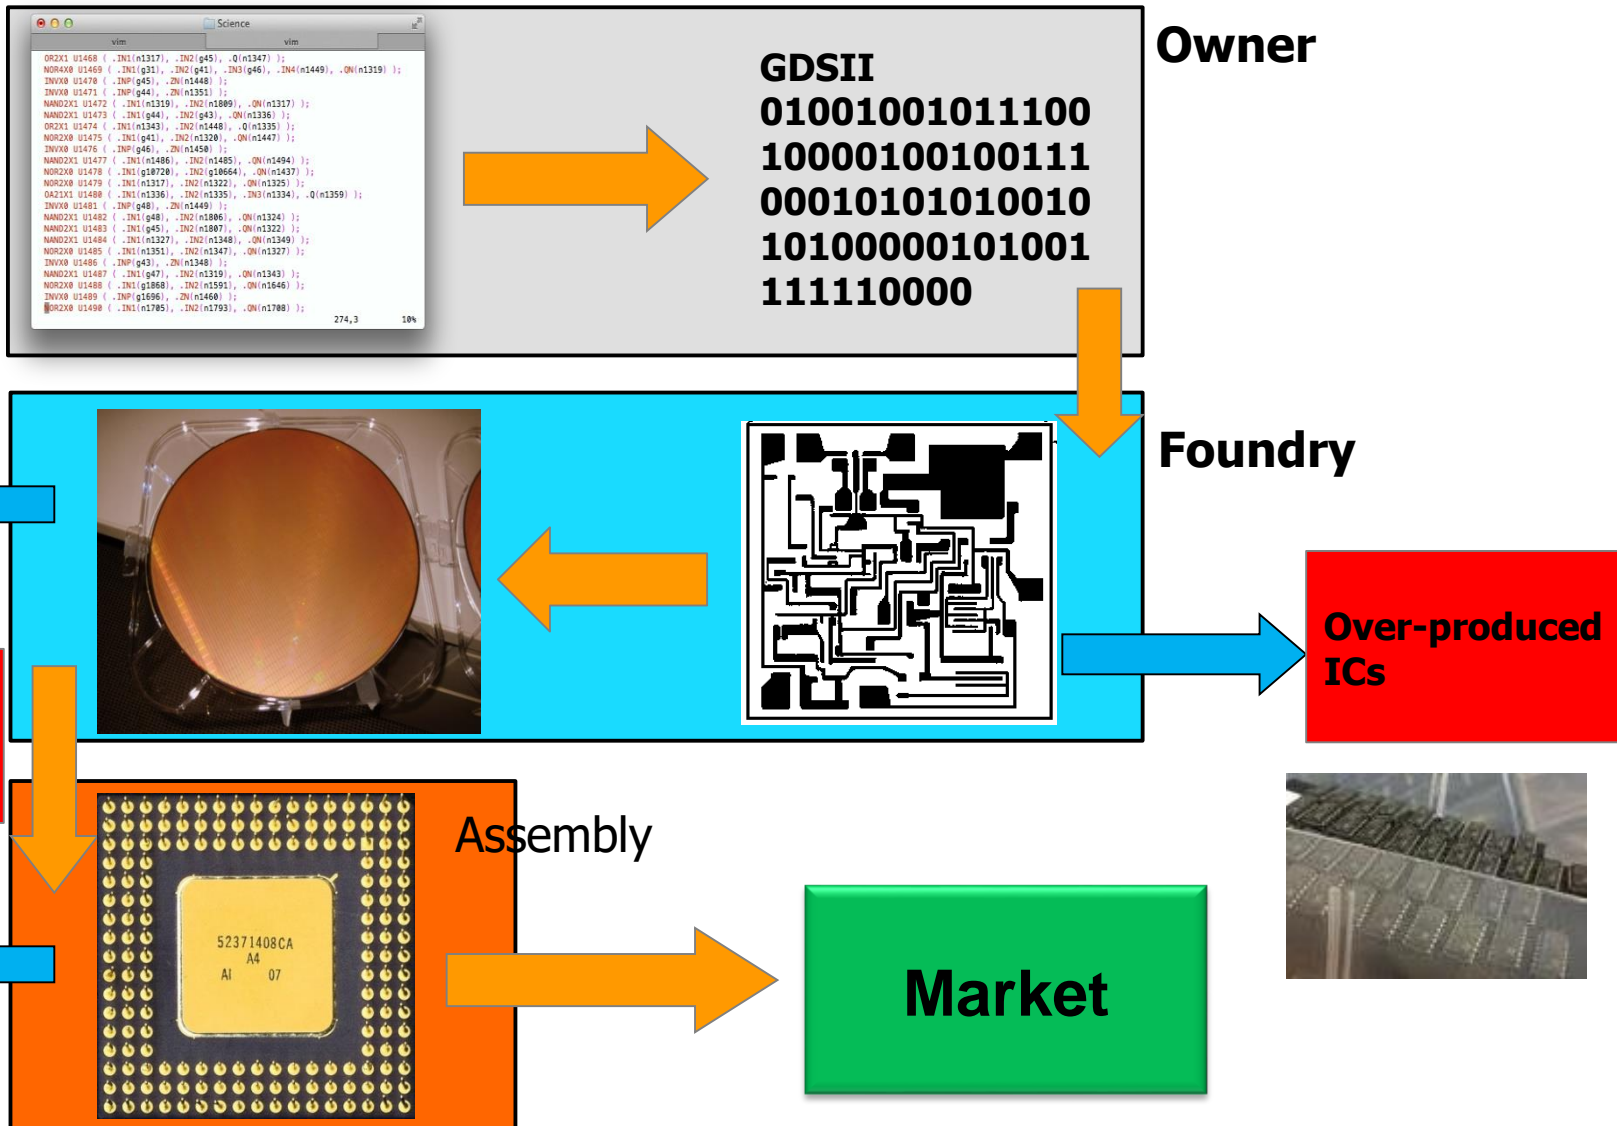 Science
vim vim
OR2X1 U1468 ( .IN1(n1317), .IN2(g45), .Q(n1347) );
NOR4X0 U1469 ( .IN1(g31), .IN2(g41), .IN3(g46), .IN4(n1449), .QN(n1319) );
INVX0 U1470 ( .INP(g45), .ZN(n1448) );
INVX0 U1471 ( .INP(g44), .ZN(n1351) );
NAND2X1 U1472 ( .IN1(n1319), .IN2(n1809), .QN(n1317) );
NAND2X1 U1473 ( .IN1(g44), .IN2(g43), .QN(n1336) );
OR2X1 U1474 ( .IN1(n1343), .IN2(n1448), .Q(n1335) );
NOR2X0 U1475 ( .IN1(g41), .IN2(n1320), .QN(n1447) );
INVX0 U1476 ( .INP(g46), .ZN(n1450) );
NAND2X1 U1477 ( .IN1(n1486), .IN2(n1485), .QN(n1494) );
NOR2X0 U1478 ( .IN1(g10720), .IN2(g10664), .QN(n1437) );
NOR2X0 U1479 ( .IN1(n1317), .IN2(n1322), .QN(n1325) );
OA21X1 U1480 ( .IN1(n1336), .IN2(n1335), .IN3(n1334), .Q(n1359) );
INVX0 U1481 ( .INP(g48), .ZN(n1449) );
NAND2X1 U1482 ( .IN1(g48), .IN2(n1806), .QN(n1324) );
NAND2X1 U1483 ( .IN1(g45), .IN2(n1807), .QN(n1322) );
NAND2X1 U1484 ( .IN1(n1327), .IN2(n1348), .QN(n1349) );
NOR2X0 U1485 ( .IN1(n1351), .IN2(n1347), .QN(n1327) );
INVX0 U1486 ( .INP(g43), .ZN(n1348) );
NAND2X1 U1487 ( .IN1(g47), .IN2(n1319), .QN(n1343) );
NOR2X0 U1488 ( .IN1(g1868), .IN2(n1591), .QN(n1646) );
INVX0 U1489 ( .INP(g1696), .ZN(n1460) );
NOR2X0 U1490 ( .IN1(n1705), .IN2(n1793), .QN(n1708) );
274,3 10%
GDSII
01001001011100
10000100100111
00010101010010
10100000101001
111110000
Owner
Foundry
Over-produced
ICs
Assembly
52371408CA
A4
AI 07
Market